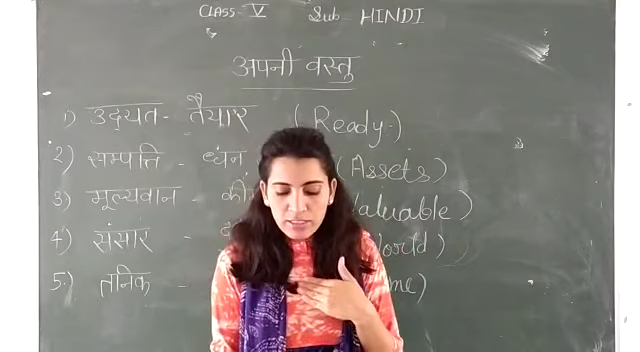 CLASS- V Sub- HINDI
अपनी वस्तु
1) उद्यत- तैयार (Ready.)
2) सम्पत्ति - धन (Assets)
3) मूल्यवान - Valuable)
4) संसार -
5) तनिक -